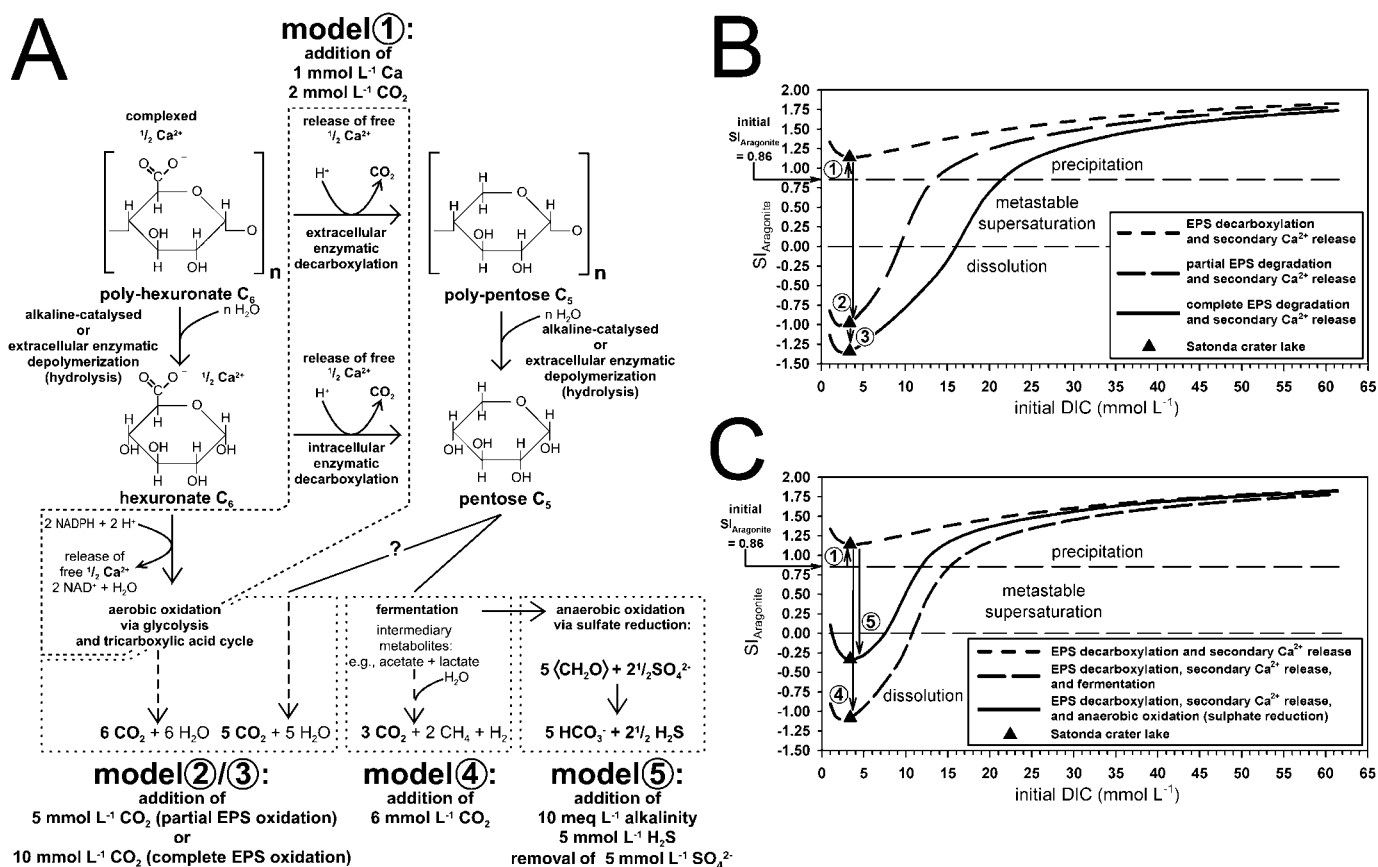 A
model①:
addition of
1 mmol L⁻¹ Ca
2 mmol L⁻¹ CO₂
complexed
¹/₂ Ca²⁺
release of free
¹/₂ Ca²⁺
H⁺
CO₂
extracellular
enzymatic
decarboxylation
n
n
poly-hexuronate C₆
poly-pentose C₅
alkaline-catalysed
or
extracellular enzymatic
depolymerization
(hydrolysis)
n H₂O
n H₂O
alkaline-catalysed
or
extracellular enzymatic
depolymerization
(hydrolysis)
¹/₂ Ca²⁺
release of free
¹/₂ Ca²⁺
H⁺
CO₂
intracellular
enzymatic
decarboxylation
hexuronate C₆
pentose C₅
2 NADPH + 2 H⁺
release of
free ¹/₂ Ca²⁺
2 NAD⁺ + H₂O
?
aerobic oxidation
via glycolysis
and tricarboxylic acid cycle
fermentation
intermediary
metabolites:
e.g., acetate + lactate
H₂O
anaerobic oxidation
via sulfate reduction:
5 ⟨CH₂O⟩ + 2¹/₂SO₄²⁻
6 CO₂ + 6 H₂O
5 CO₂ + 5 H₂O
3 CO₂ + 2 CH₄ + H₂
5 HCO₃⁻ + 2¹/₂ H₂S
model②/③:
addition of
5 mmol L⁻¹ CO₂ (partial EPS oxidation)
or
10 mmol L⁻¹ CO₂ (complete EPS oxidation)
model④:
addition of
6 mmol L⁻¹ CO₂
model⑤:
addition of
10 meq L⁻¹ alkalinity
5 mmol L⁻¹ H₂S
removal of 5 mmol L⁻¹ SO₄²⁻
B
initial
SI Aragonite
= 0.86
SI Aragonite
2.00
1.75
1.50
1.25
1.00
0.75
0.50
0.25
0.00
-0.25
-0.50
-0.75
-1.00
-1.25
-1.50
①
②
③
precipitation
metastable
supersaturation
dissolution
EPS decarboxylation
and secondary Ca²⁺ release
partial EPS degradation
and secondary Ca²⁺ release
complete EPS degradation
and secondary Ca²⁺ release
Satonda crater lake
0 5 10 15 20 25 30 35 40 45 50 55 60 65
initial DIC (mmol L⁻¹)
C
initial
SI Aragonite
= 0.86
SI Aragonite
2.00
1.75
1.50
1.25
1.00
0.75
0.50
0.25
0.00
-0.25
-0.50
-0.75
-1.00
-1.25
-1.50
①
⑤
④
precipitation
metastable
supersaturation
dissolution
EPS decarboxylation and secondary Ca²⁺ release
EPS decarboxylation, secondary Ca²⁺ release,
and fermentation
EPS decarboxylation, secondary Ca²⁺ release,
and anaerobic oxidation (sulphate reduction)
Satonda crater lake
0 5 10 15 20 25 30 35 40 45 50 55 60 65
initial DIC (mmol L⁻¹)